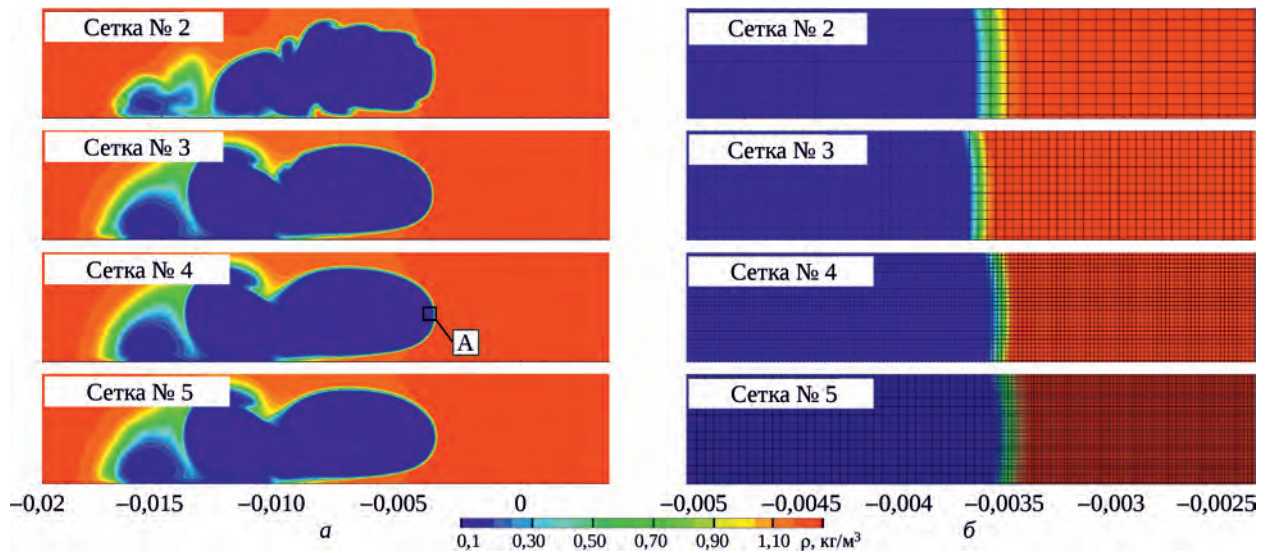 Сетка № 2
Сетка № 3
Сетка № 4
A
Сетка № 5
−0,02 −0,015 −0,010 −0,005 0
а
Сетка № 2
Сетка № 3
Сетка № 4
Сетка № 5
−0,005 −0,0045 −0,004 −0,0035 −0,003 −0,0025
б
0,1 0,30 0,50 0,70 0,90 1,10 ρ, кг/м³